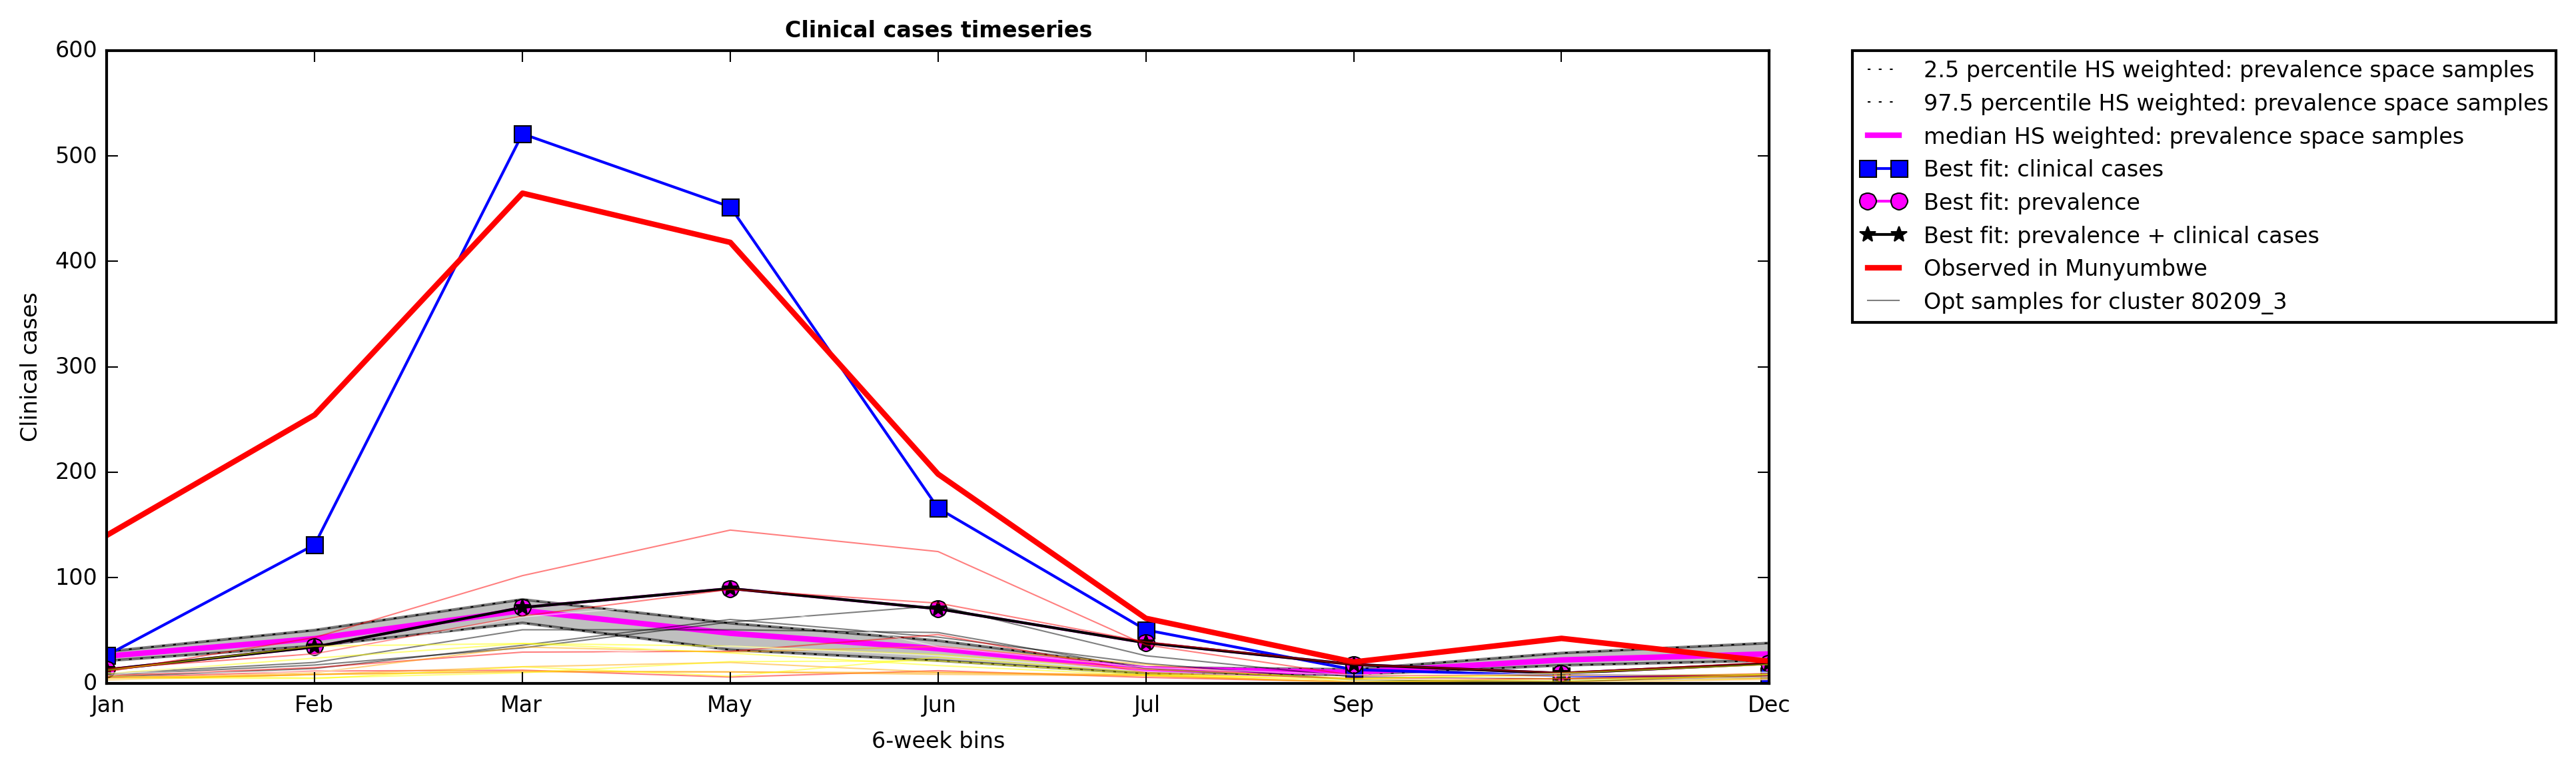 Clinical cases timeseries
600
500
400
300
200
100
0
Clinical cases
Jan Feb Mar May Jun Jul Sep Oct Dec
6-week bins
2.5 percentile HS weighted: prevalence space samples
97.5 percentile HS weighted: prevalence space samples
median HS weighted: prevalence space samples
Best fit: clinical cases
Best fit: prevalence
Best fit: prevalence + clinical cases
Observed in Munyumbwe
Opt samples for cluster 80209_3